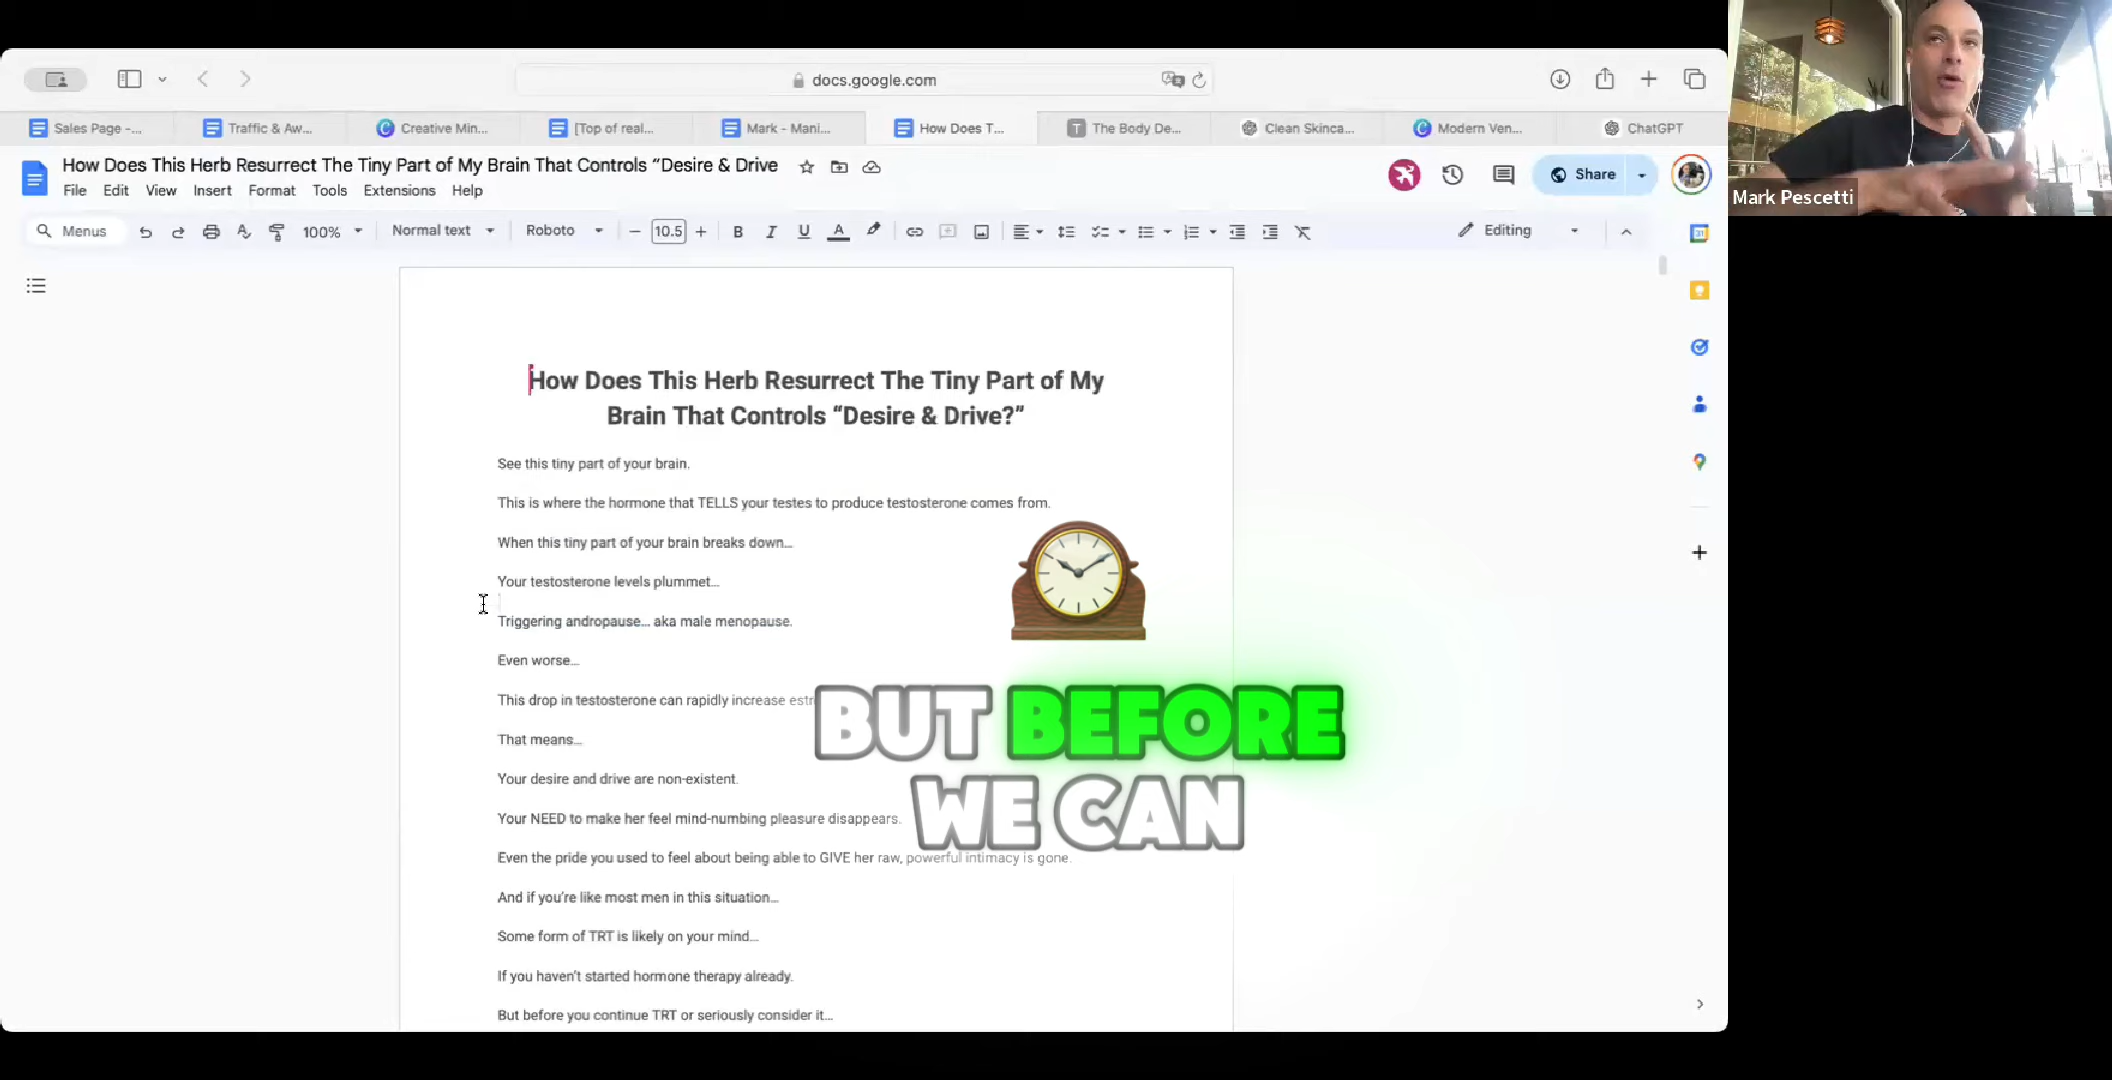 docs.google.com
Sales Page -...
Traffic & Aw...
Creative Min...
[Top of real...
Mark - Mani...
How Does T...
The Body De...
Clean Skinca...
Modern Ven...
ChatGPT
How Does This Herb Resurrect The Tiny Part of My Brain That Controls “Desire & Drive
File Edit View Insert Format Tools Extensions Help
Share
Mark Pescetti
Menus 100% Normal text Roboto 10.5 Editing
31
How Does This Herb Resurrect The Tiny Part of My
Brain That Controls “Desire & Drive?”
See this tiny part of your brain.
This is where the hormone that TELLS your testes to produce testosterone comes from.
When this tiny part of your brain breaks down…
Your testosterone levels plummet…
Triggering andropause… aka male menopause.
Even worse…
This drop in testosterone can rapidly increase estr
That means…
Your desire and drive are non-existent.
Your NEED to make her feel mind-numbing pleasure disappears.
Even the pride you used to feel about being able to GIVE her raw, powerful intimacy is gone.
And if you’re like most men in this situation…
Some form of TRT is likely on your mind…
If you haven’t started hormone therapy already.
But before you continue TRT or seriously consider it…
BUT BEFORE
WE CAN